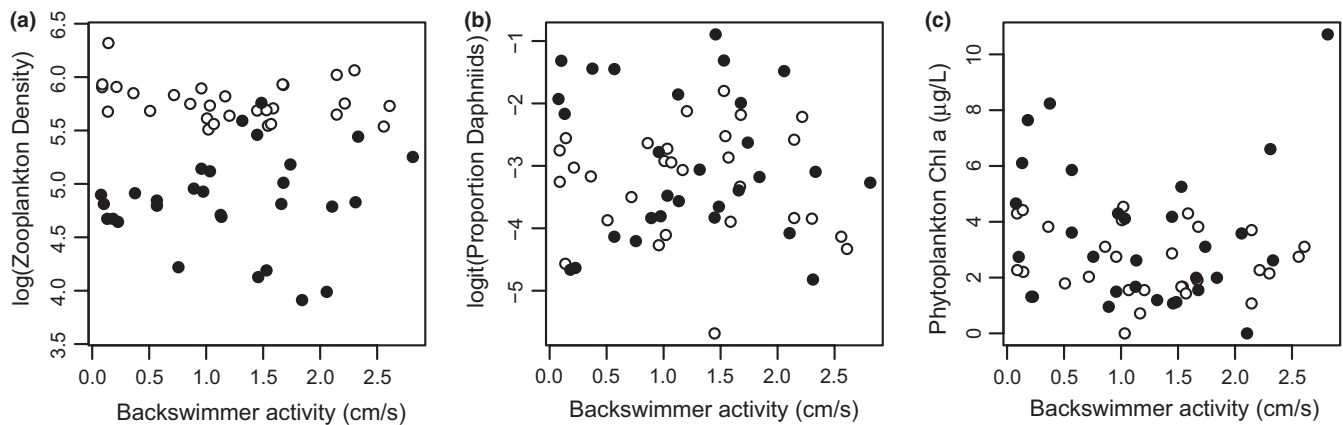 (a)
log(Zooplankton Density)
6.5
6.0
5.5
5.0
4.5
4.0
3.5
0.0 0.5 1.0 1.5 2.0 2.5
Backswimmer activity (cm/s)
(b)
logit(Proportion Daphniids)
−1
−2
−3
−4
−5
0.0 0.5 1.0 1.5 2.0 2.5
Backswimmer activity (cm/s)
(c)
Phytoplankton Chl a (μg/L)
10
8
6
4
2
0
0.0 0.5 1.0 1.5 2.0 2.5
Backswimmer activity (cm/s)